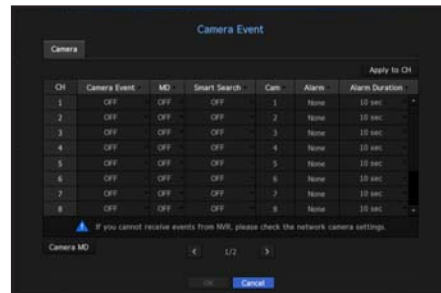 Camera Event
Camera
Apply to CH
CH Camera Event MD Smart Search Cam Alarm Alarm Duration
1 OFF OFF OFF 1 None 10 sec
2 OFF OFF OFF 2 None 10 sec
3 OFF OFF OFF 3 None 10 sec
4 OFF OFF OFF 4 None 10 sec
5 OFF OFF OFF 5 None 10 sec
6 OFF OFF OFF 6 None 10 sec
7 OFF OFF OFF 7 None 10 sec
8 OFF OFF OFF 8 None 10 sec
If you cannot receive events from NVR, please check the network camera settings.
Camera MD < 1/2 >
OK Cancel